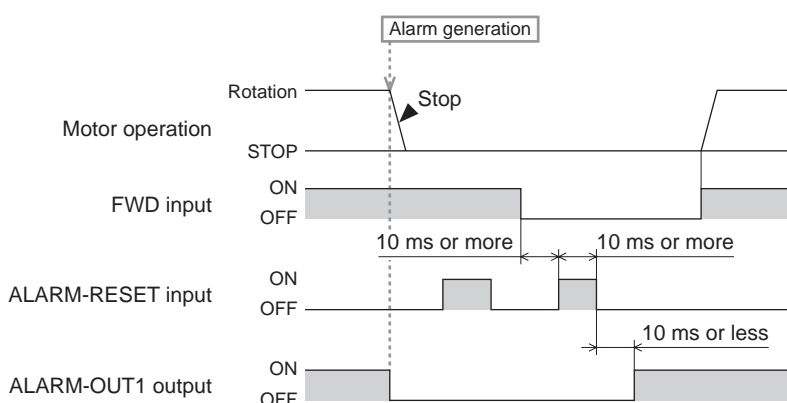 Alarm generation
Rotation
Stop
Motor operation
STOP
ON
FWD input
OFF
10 ms or more
10 ms or more
ON
ALARM-RESET input
OFF
10 ms or less
ON
ALARM-OUT1 output
OFF